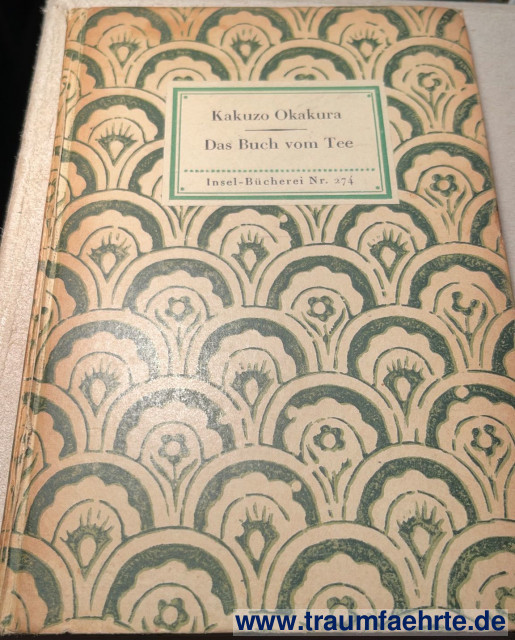 Kakuzo Okakura
Das Buch vom Tee
Insel-Bücherei Nr. 274
www.traumfaehrte.de